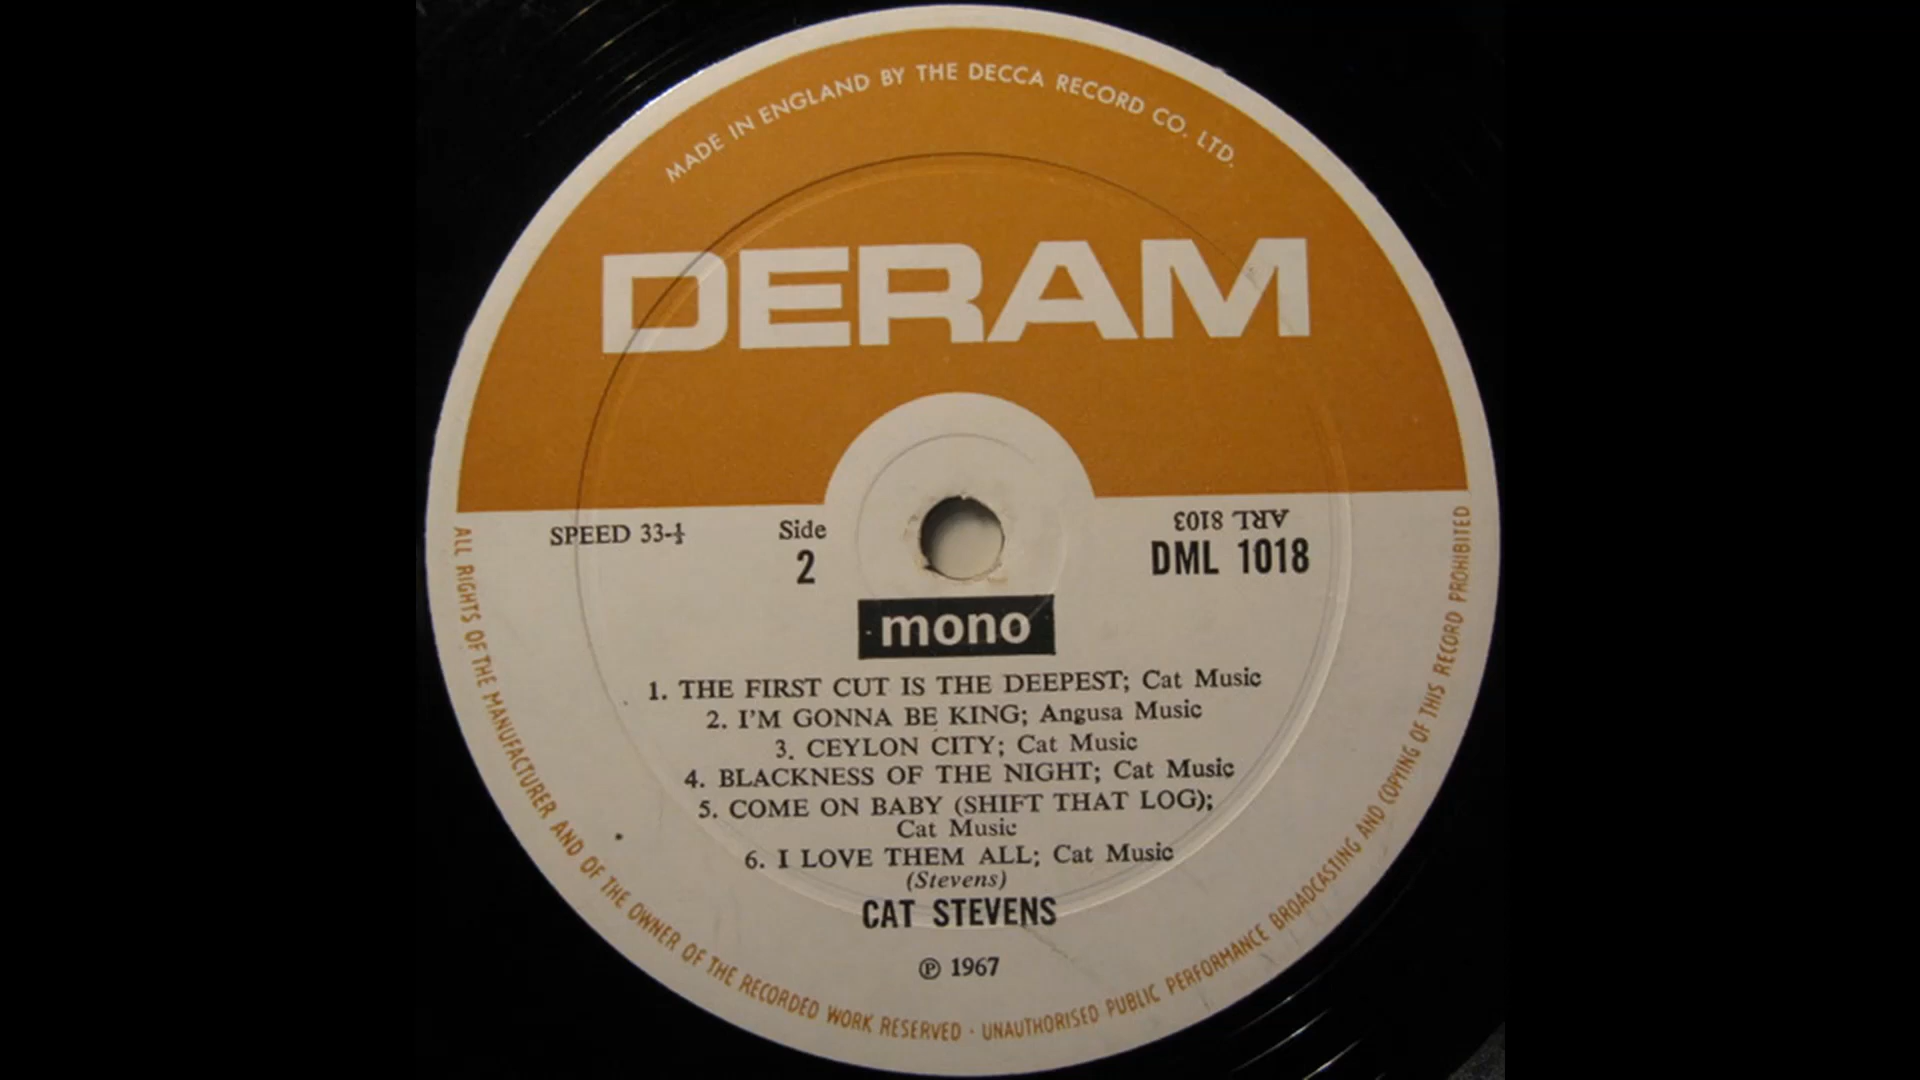 MADE IN ENGLAND BY THE DECCA RECORD CO. LTD.
DERAM
SPEED 33-⅓
Side
2
ARL 8103
DML 1018
mono
1. THE FIRST CUT IS THE DEEPEST; Cat Music
2. I'M GONNA BE KING; Angusa Music
3. CEYLON CITY; Cat Music
4. BLACKNESS OF THE NIGHT; Cat Music
5. COME ON BABY (SHIFT THAT LOG);
Cat Music
6. I LOVE THEM ALL; Cat Music
(Stevens)
CAT STEVENS
℗ 1967
ALL RIGHTS OF THE MANUFACTURER AND OF THE OWNER OF THE RECORDED WORK RESERVED · UNAUTHORISED PUBLIC PERFORMANCE BROADCASTING AND COPYING OF THIS RECORD PROHIBITED